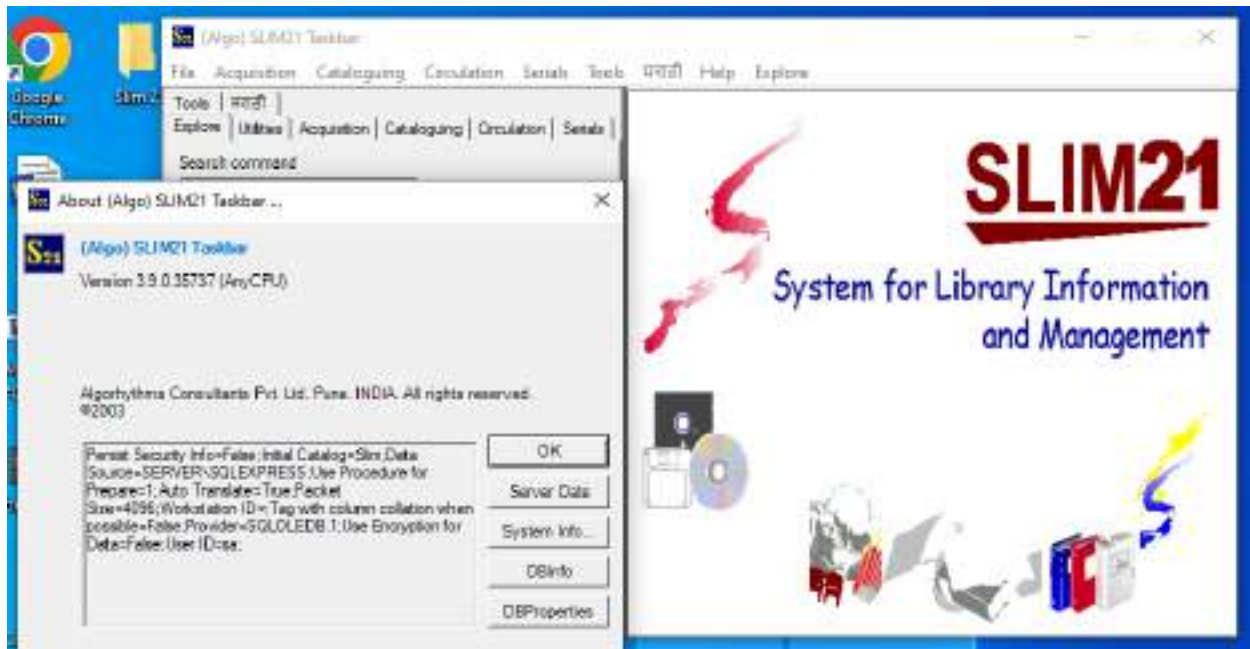 (Algo) SLIM21 Taskbar
File Acquisition Cataloguing Circulation Serials Tools मराठी Help Explore
Google Chrome
Tools मराठी
Explore Utilities Acquisition Cataloguing Circulation Serials
Search command
About (Algo) SLIM21 Taskbar ...
S21
(Algo) SLIM21 Taskbar
Version 3.9.0.35737 (AnyCPU)
Algorhythms Consultants Pvt. Ltd. Pune. INDIA. All rights reserved.
©2003
Persist Security Info=False;Initial Catalog=Slim;Data
Source=SERVER\SQLEXPRESS;Use Procedure for
Prepare=1;Auto Translate=True;Packet
Size=4096;Workstation ID=;Tag with column collation when
possible=False;Provider=SQLOLEDB.1;Use Encryption for
Data=False;User ID=sa;
OK
Server Date
System Info...
DBInfo
DBProperties
SLIM21
System for Library Information
and Management